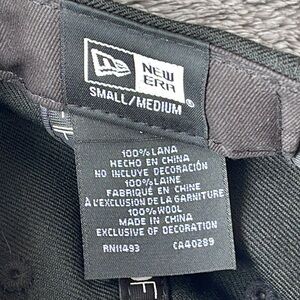 NEW
ERA
SMALL/MEDIUM®
100% LANA
HECHO EN CHINA
NO INCLUYE DECORACIÓN
100% LAINE
FABRIQUÉ EN CHINE
À L'EXCLUSION DE LA GARNITURE
100% WOOL
MADE IN CHINA
EXCLUSIVE OF DECORATION
RN11493 CA40289
OF